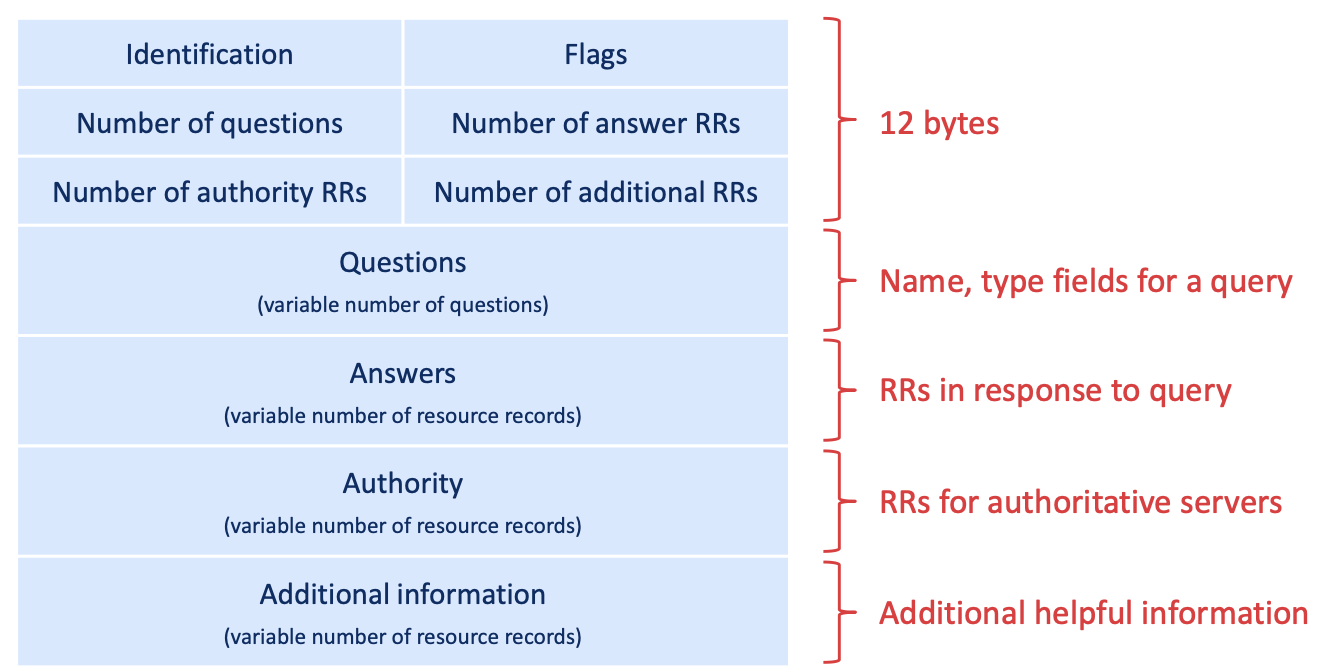 Identification
Flags
Number of questions
Number of answer RRs
12 bytes
Number of authority RRs
Number of additional RRs
Questions
(variable number of questions)
Name, type fields for a query
Answers
(variable number of resource records)
RRs in response to query
Authority
(variable number of resource records)
RRs for authoritative servers
Additional information
(variable number of resource records)
Additional helpful information